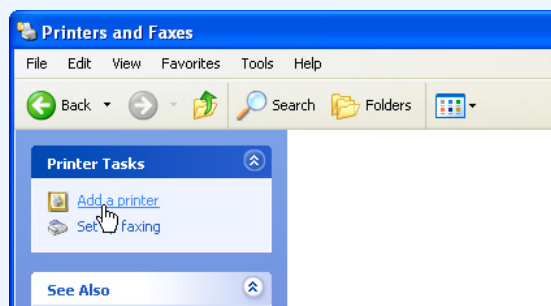 Printers and Faxes
File Edit View Favorites Tools Help
Back Search Folders
Printer Tasks
Add a printer
Set faxing
See Also